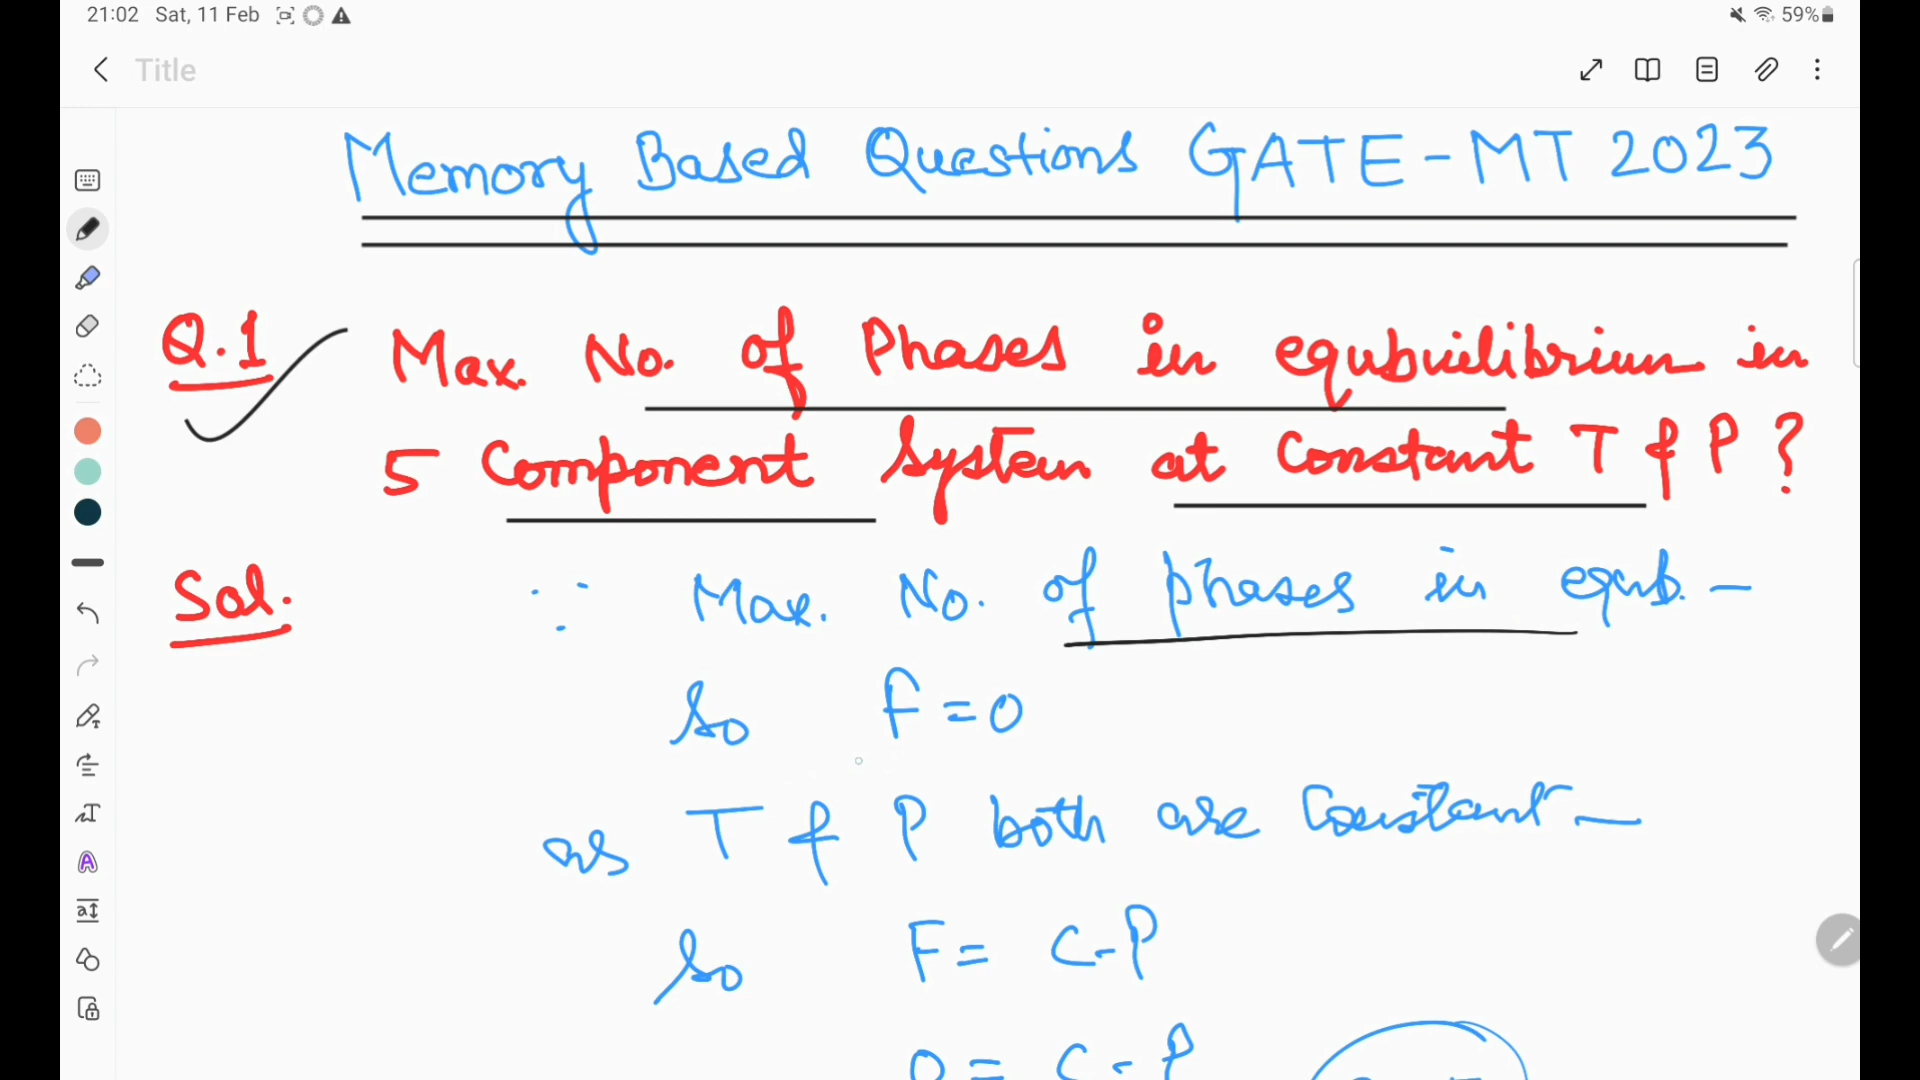 21:02 Sat, 11 Feb 59%
Title
Memory Based Questions GATE-MT 2023
Q.1 Max. No. of Phases in equbuilibrium in
5 Component System at Constant T & P ?
Sol. ∵ Max. No. of phases in equb. –
So F = 0
as T & P both are Constant –
So F = C-P
0 = C-P